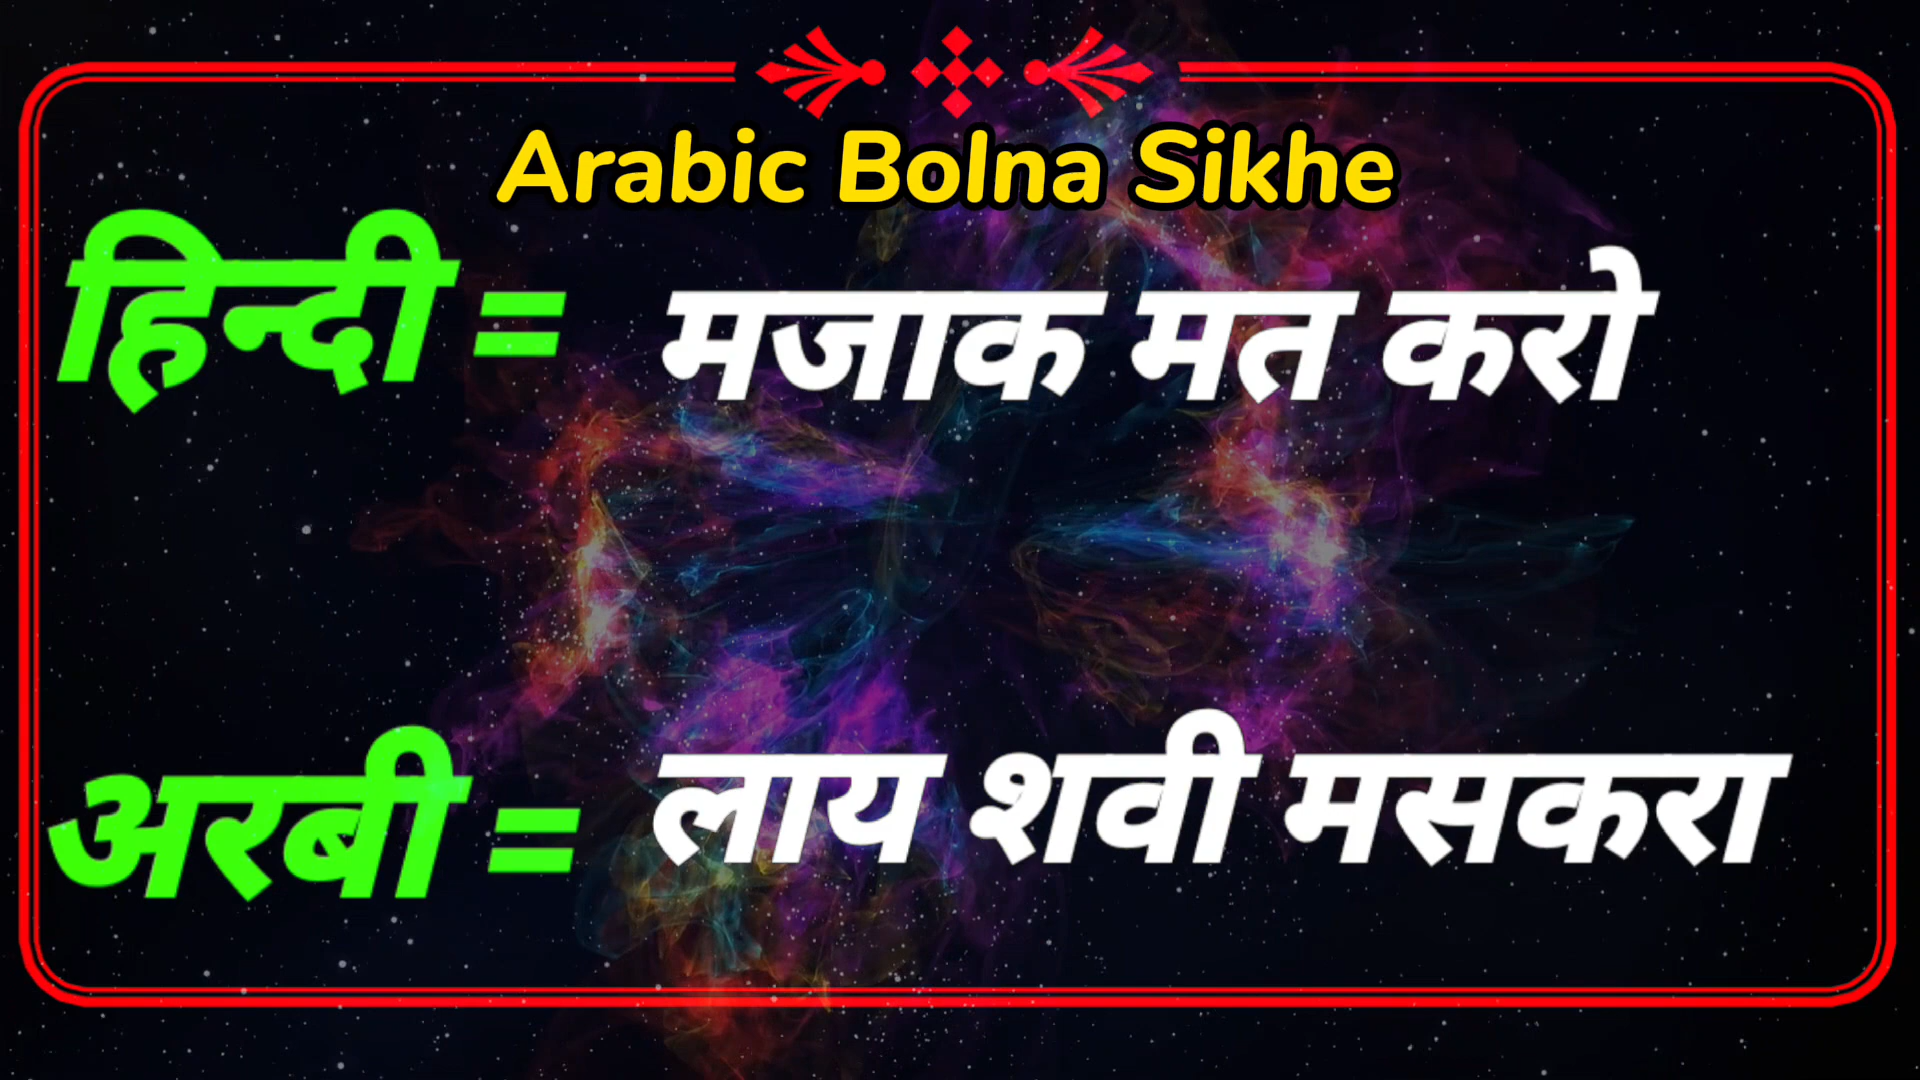 Arabic Bolna Sikhe
हिन्दी = मजाक मत करो
अरबी = लाय शवी मसकरा